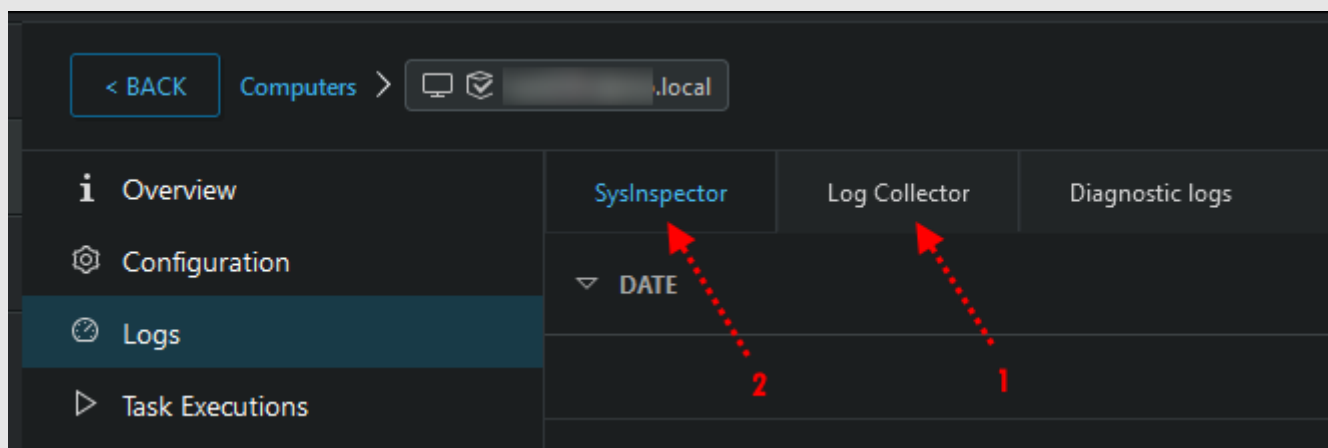 < BACK Computers > .local
Overview
SysInspector Log Collector Diagnostic logs
Configuration
DATE
Logs
2 1
Task Executions